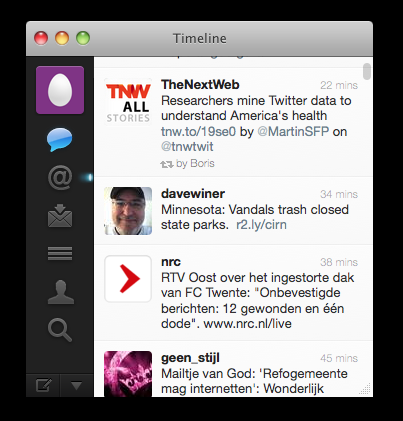 Timeline
TNW
ALL
STORIES
TheNextWeb 22 mins
Researchers mine Twitter data to
understand America's health
tnw.to/19se0 by @MartinSFP on
@tnwtwit
by Boris
davewiner 34 mins
Minnesota: Vandals trash closed
state parks. r2.ly/cirn
nrc 38 mins
RTV Oost over het ingestorte dak
van FC Twente: "Onbevestigde
berichten: 12 gewonden en één
dode". www.nrc.nl/live
geen_stijl 45 mins
Mailtje van God: 'Refogemeente
mag internetten': Wonderlijk